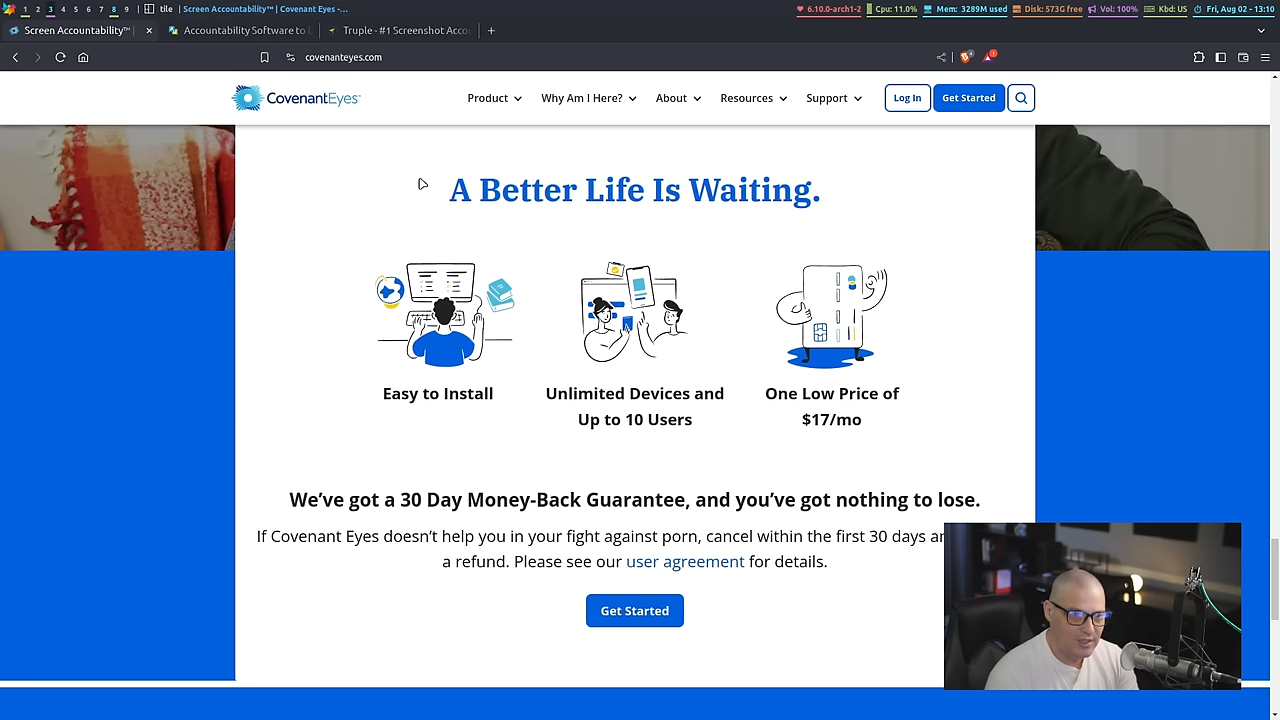 1 2 3 4 5 6 7 8 9 tile Screen Accountability™ | Covenant Eyes -... 6.10.0-arch1-2 Cpu: 11.0% Mem: 3289M used Disk: 573G free Vol: 100% Kbd: US Fri, Aug 02 - 13:10
Screen Accountability™ | Accountability Software to Truple - #1 Screenshot Acco
covenanteyes.com
CovenantEyes Product Why Am I Here? About Resources Support Log In Get Started
A Better Life Is Waiting.
Easy to Install Unlimited Devices and One Low Price of
Up to 10 Users $17/mo
We've got a 30 Day Money-Back Guarantee, and you've got nothing to lose.
If Covenant Eyes doesn't help you in your fight against porn, cancel within the first 30 days
a refund. Please see our user agreement for details.
Get Started